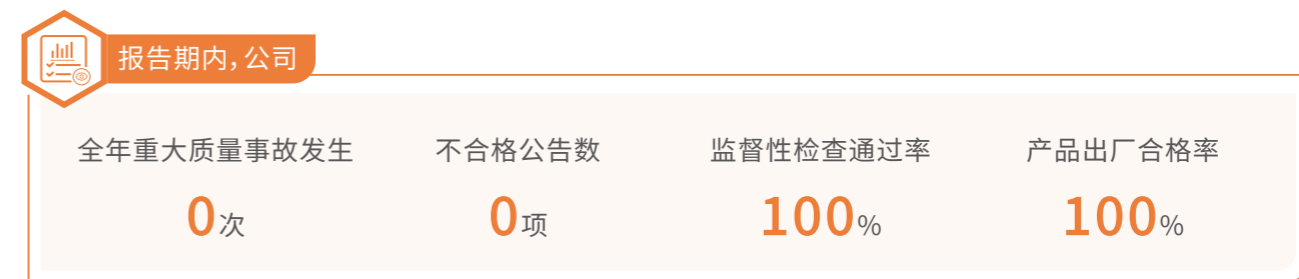 报告期内，公司
全年重大质量事故发生 不合格公告数 监督性检查通过率 产品出厂合格率
0次 0项 100% 100%